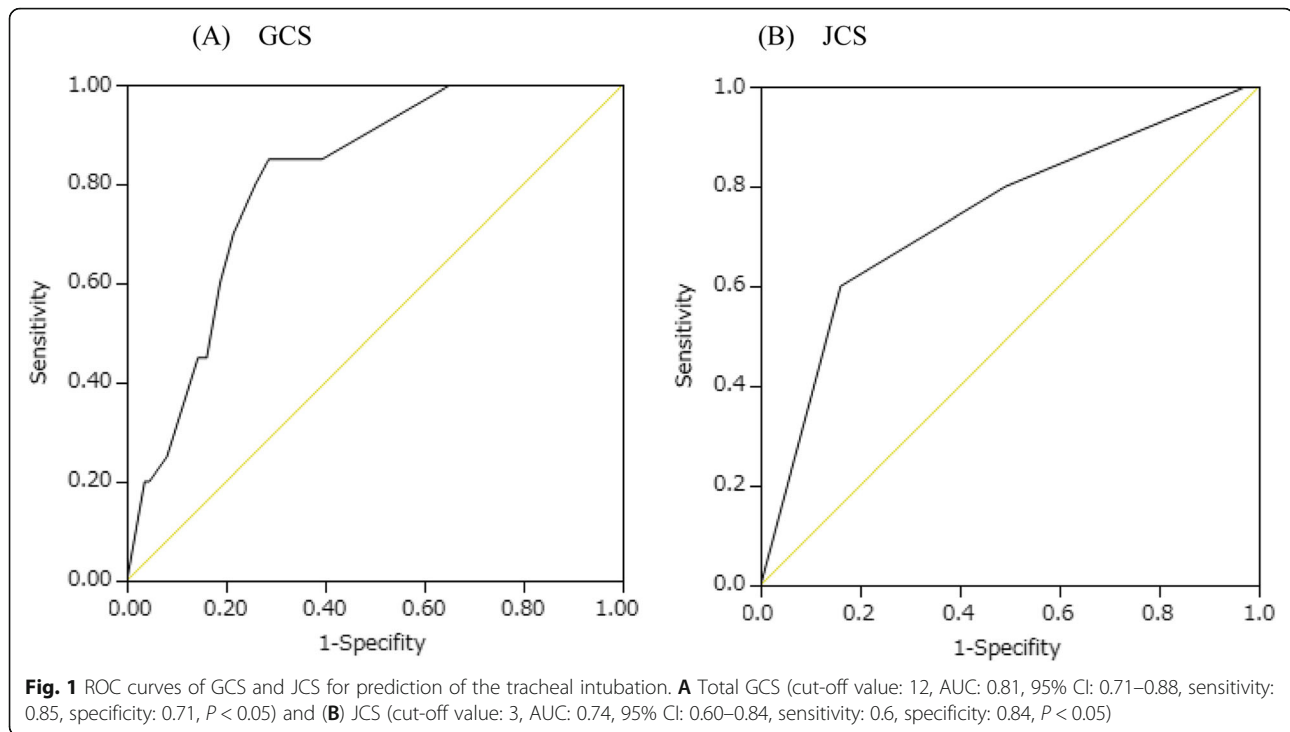 (A) GCS
(B) JCS
1.00
0.80
0.60
0.40
0.20
0.00
Sensitivity
0.00 0.20 0.40 0.60 0.80 1.00
1-Specifity
1.0
0.8
0.6
0.4
0.2
0.0
Sensitivity
0.0 0.2 0.4 0.6 0.8 1.0
1-Specifity
Fig. 1 ROC curves of GCS and JCS for prediction of the tracheal intubation. A Total GCS (cut-off value: 12, AUC: 0.81, 95% CI: 0.71–0.88, sensitivity:
0.85, specificity: 0.71, P < 0.05) and (B) JCS (cut-off value: 3, AUC: 0.74, 95% CI: 0.60–0.84, sensitivity: 0.6, specificity: 0.84, P < 0.05)